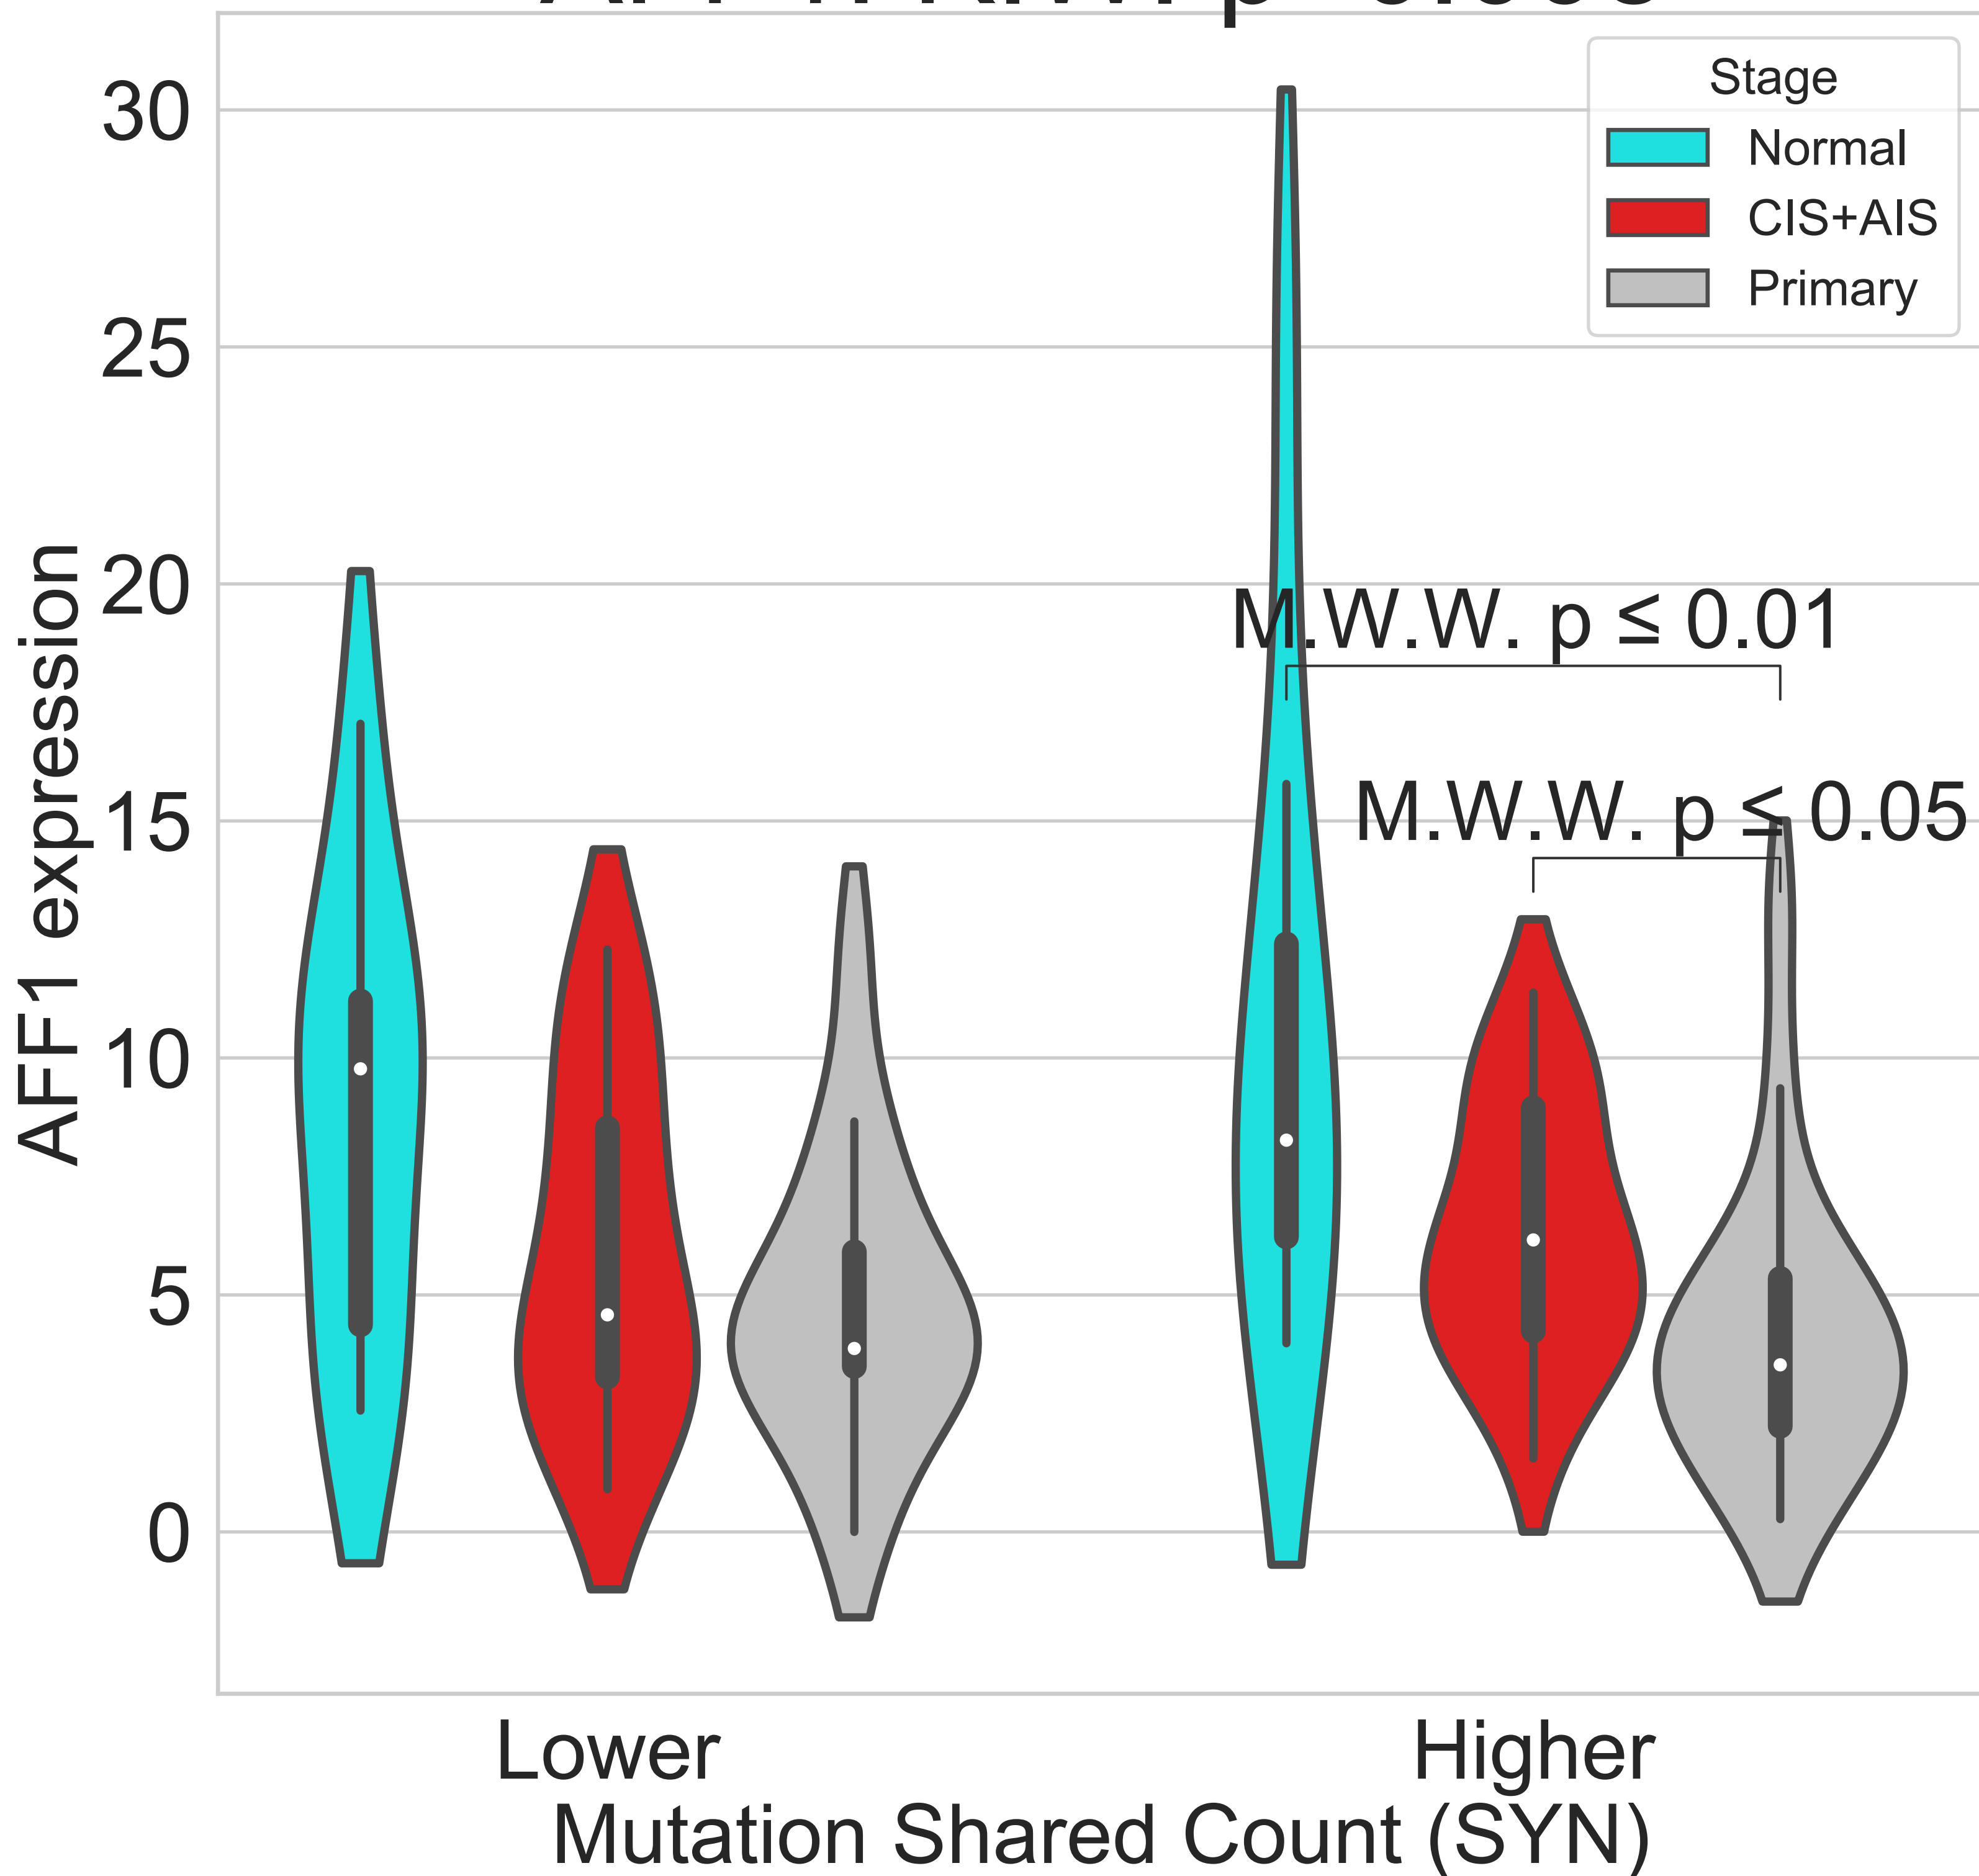 Stage
Normal
CIS+AIS
Primary
30
25
20
15
10
5
0
AFF1 expression
M.W.W. p ≤ 0.01
M.W.W. p ≤ 0.05
Lower
Higher
Mutation Shared Count (SYN)